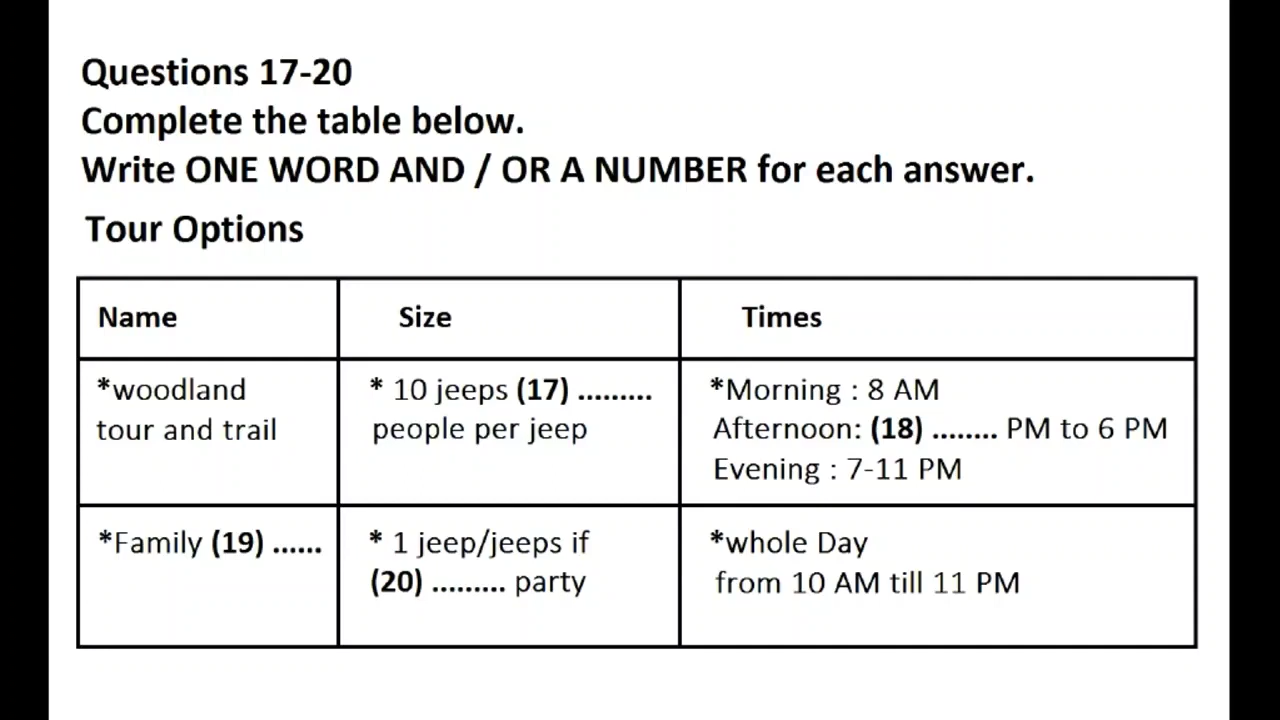 Questions 17-20
Complete the table below.
Write ONE WORD AND / OR A NUMBER for each answer.
Tour Options
Name
Size
Times
*woodland
tour and trail
* 10 jeeps (17) .........
people per jeep
*Morning : 8 AM
Afternoon: (18) ........ PM to 6 PM
Evening : 7-11 PM
*Family (19) ......
* 1 jeep/jeeps if
(20) ......... party
*whole Day
from 10 AM till 11 PM